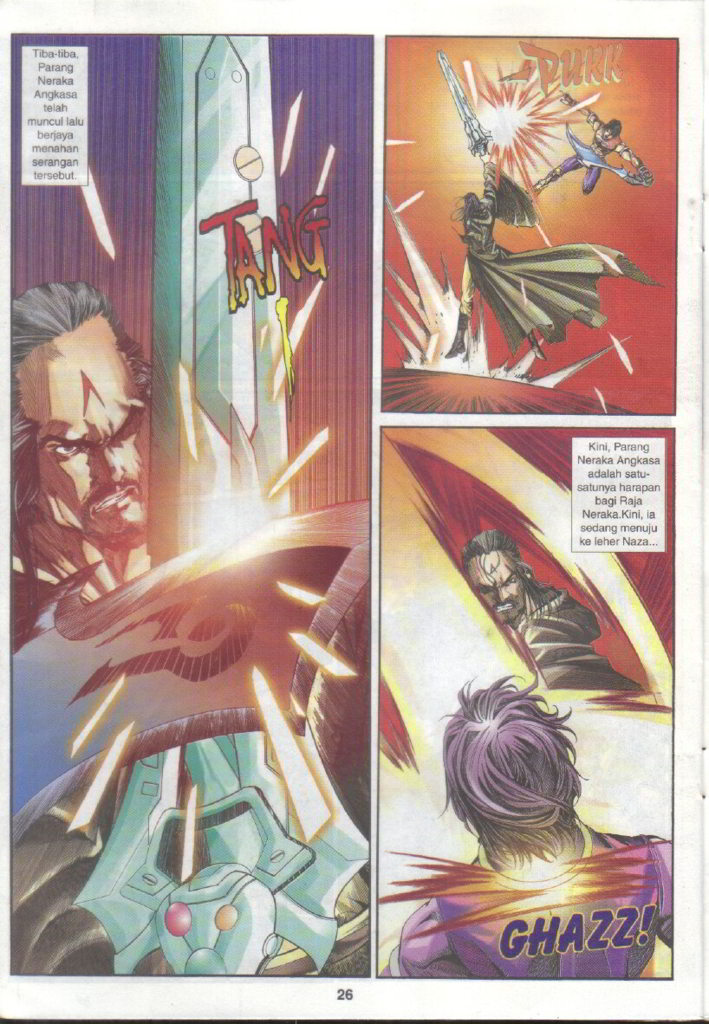 Tiba-tiba,
Parang
Neraka
Angkasa
telah
muncul lalu
berjaya
menahan
serangan
tersebut.
TANG
!
PUKK
Kini, Parang
Neraka Angkasa
adalah satu-
satunya harapan
bagi Raja
Neraka.Kini, ia
sedang menuju
ke leher Naza...
GHAZZ!
26